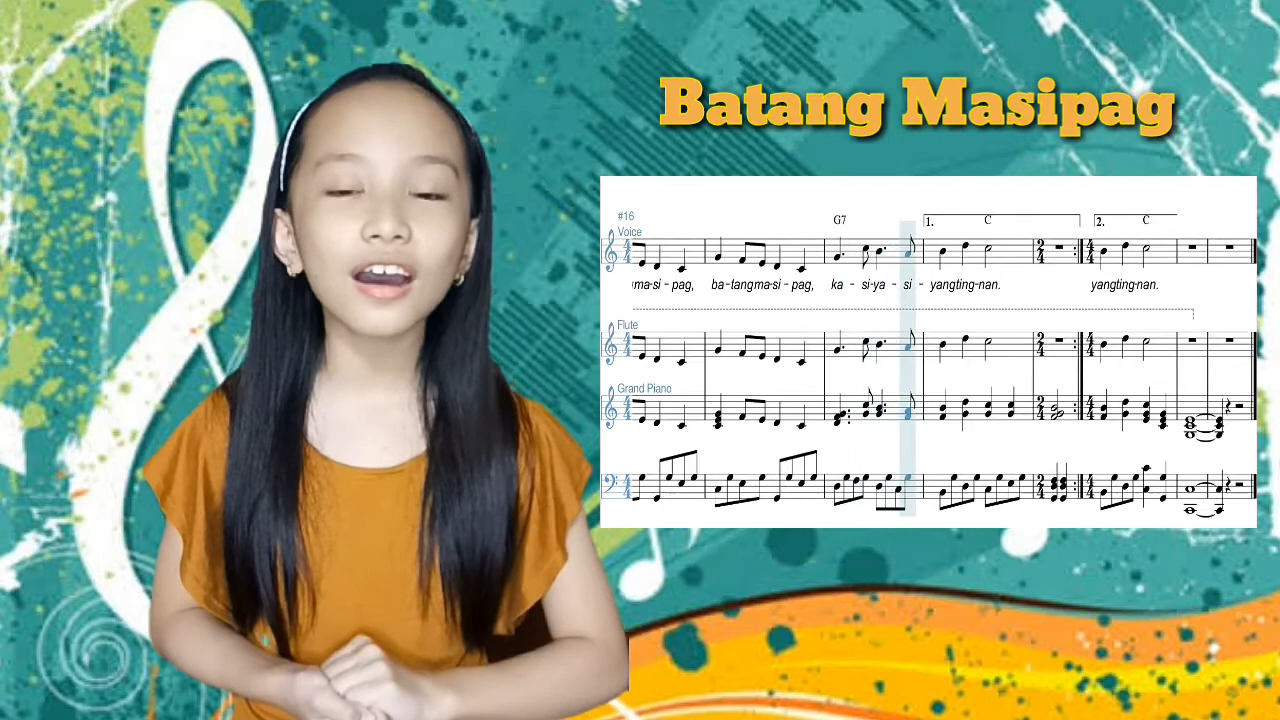 Batang Masipag
#16
Voice
G7
1.
C
2.
C
ma-si - pag, ba-tangma-si - pag, ka - si-ya - si - yangting-nan. yangting-nan.
Flute
Grand Piano